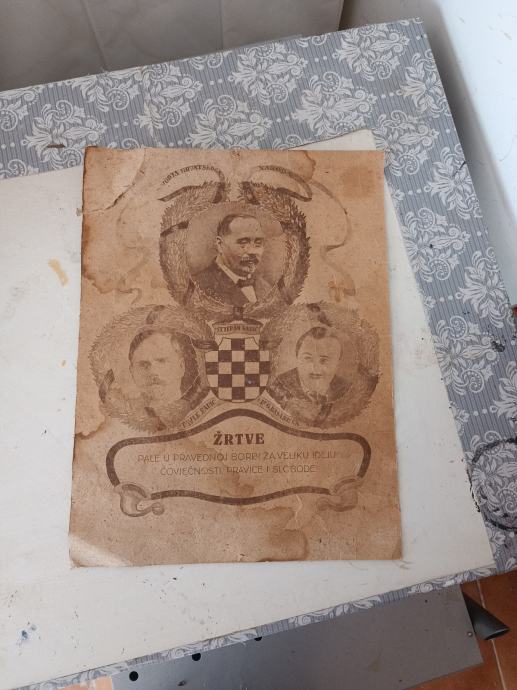 STJEPAN RADIĆ
PAVLE RADIĆ
ŽRTVE
PALE U PRAVEDNOJ BORBI ZA VELIKU IDEJU
ČOVJEČNOSTI, PRAVICE I SLOBODE